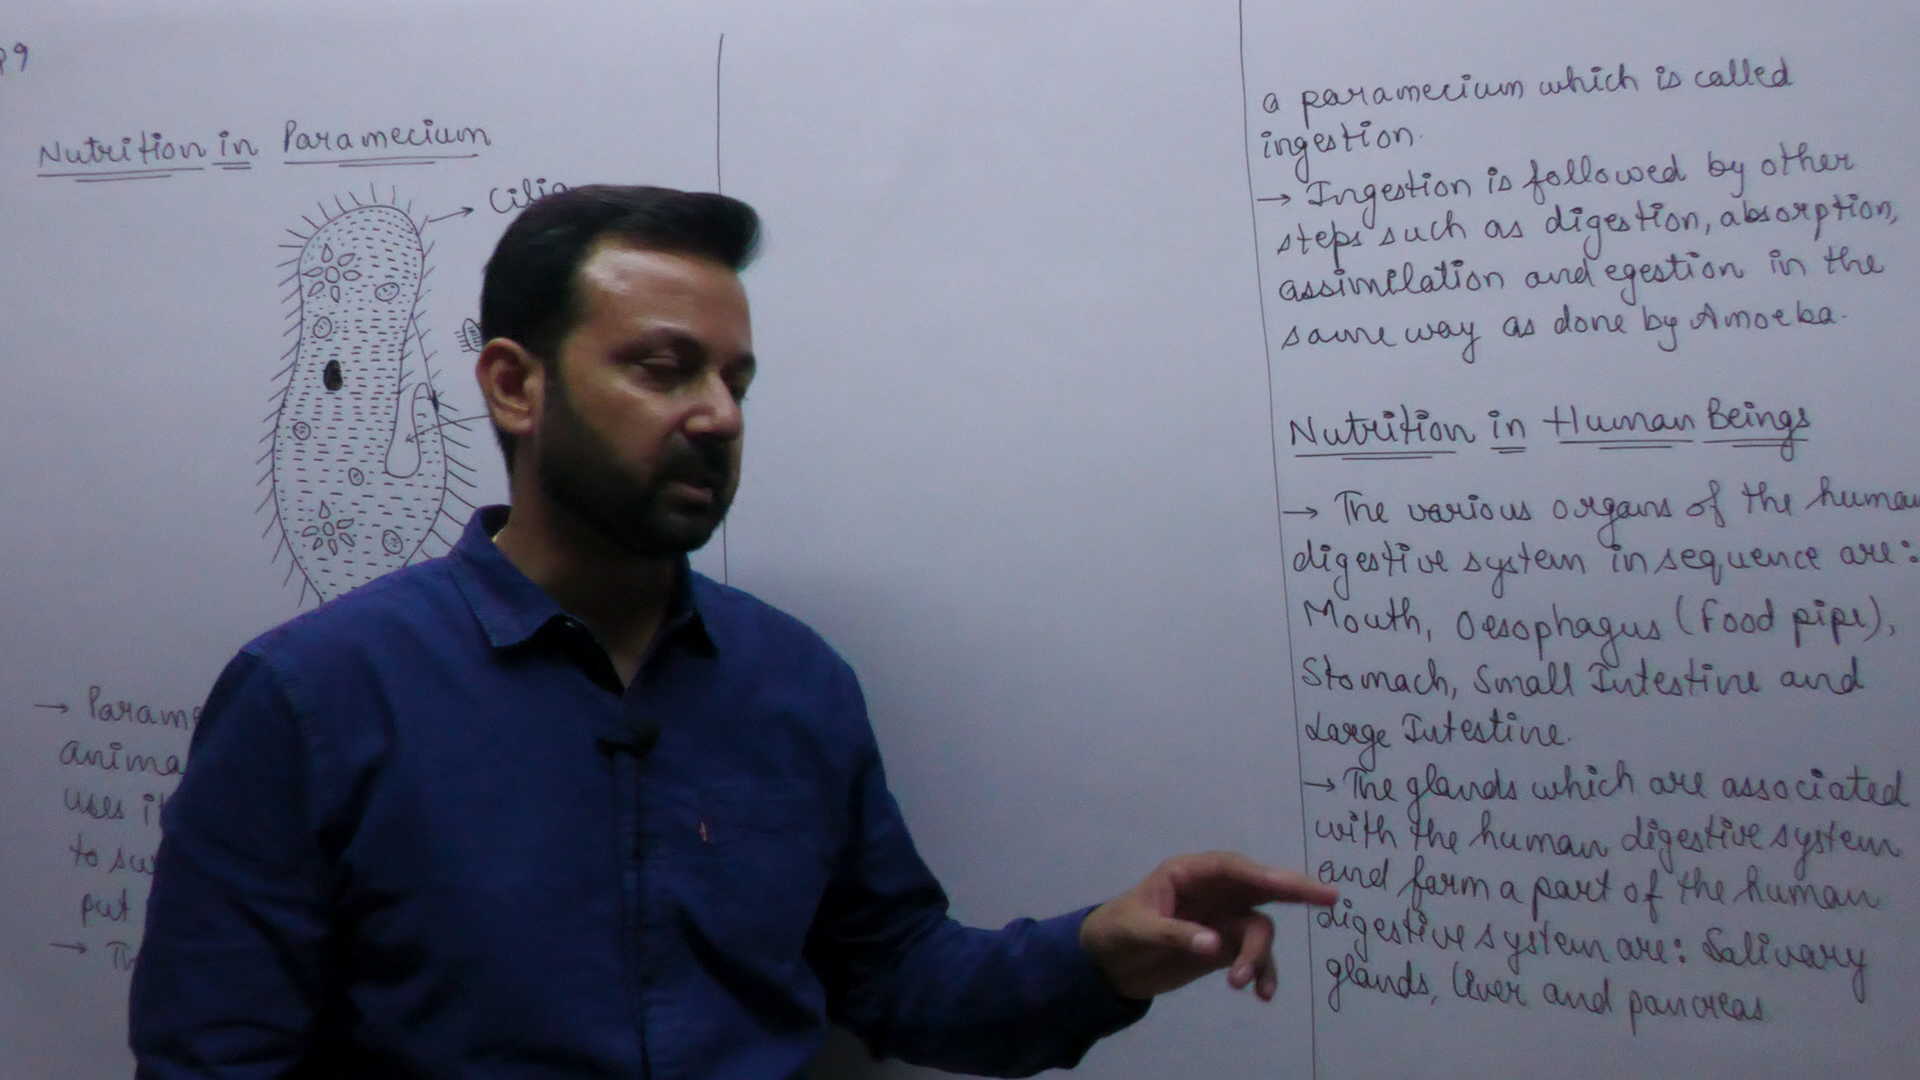 Nutrition in Paramecium
Cilia
→ Param
anima
uses i
to su
put
→ Th
a paramecium which is called
ingestion.
→ Ingestion is followed by other
steps such as digestion, absorption,
assimilation and egestion in the
same way as done by Amoeba.
Nutrition in Human Beings
→ The various organs of the human
digestive system in sequence are:
Mouth, Oesophagus (Food pipe),
Stomach, Small Intestine and
Large Intestine.
→ The glands which are associated
with the human digestive system
and form a part of the human
digestive system are: Salivary
glands, liver and pancreas.